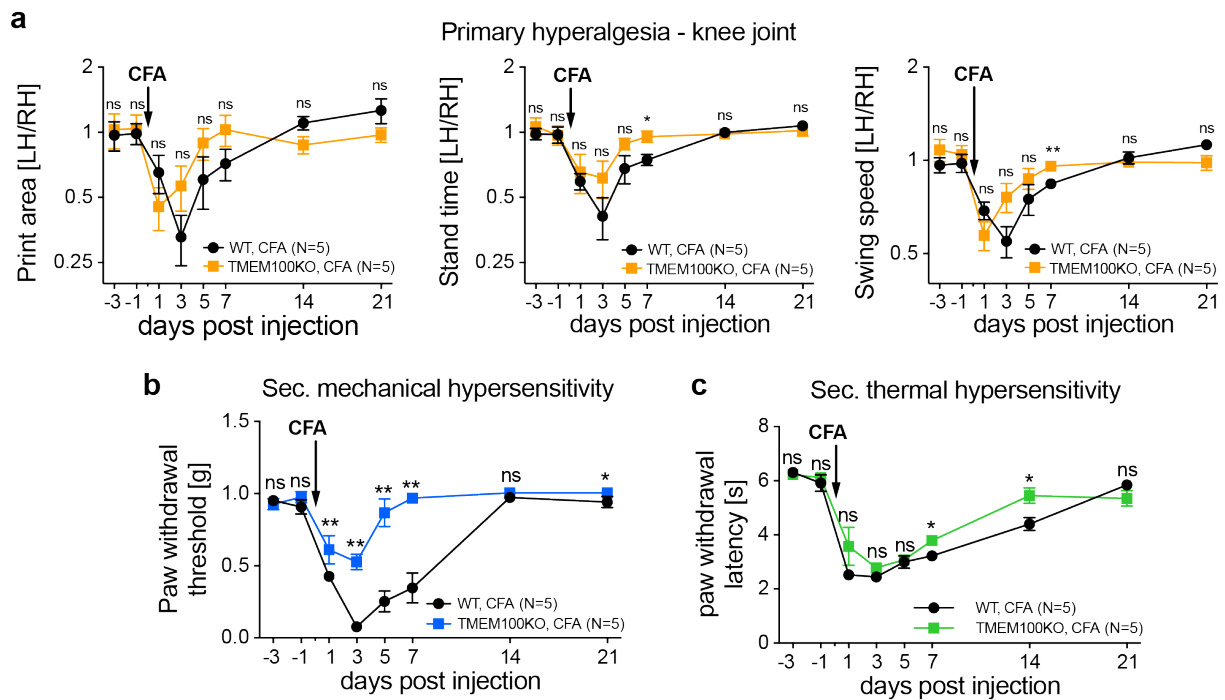 a
Primary hyperalgesia - knee joint
Print area [LH/RH]
2
1
0.5
0.25
CFA
ns ns ns ns ns ns ns ns
WT, CFA (N=5)
TMEM100KO, CFA (N=5)
-3 -1 1 3 5 7 14 21
days post injection
Stand time [LH/RH]
2
1
0.5
0.25
CFA
ns ns ns ns ns * ns ns
WT, CFA (N=5)
TMEM100KO, CFA (N=5)
-3 -1 1 3 5 7 14 21
days post injection
Swing speed [LH/RH]
2
1
0.5
CFA
ns ns ns ns ns ** ns ns
WT, CFA (N=5)
TMEM100KO, CFA (N=5)
-3 -1 1 3 5 7 14 21
days post injection
b
Sec. mechanical hypersensitivity
Paw withdrawal
threshold [g]
1.5
1.0
0.5
0.0
CFA
ns ns ** ** ** ** ns *
WT, CFA (N=5)
TMEM100KO, CFA (N=5)
-3 -1 1 3 5 7 14 21
days post injection
c
Sec. thermal hypersensitivity
paw withdrawal
latency [s]
8
6
4
2
0
CFA
ns ns ns ns ns * * ns
WT, CFA (N=5)
TMEM100KO, CFA (N=5)
-3 -1 1 3 5 7 14 21
days post injection